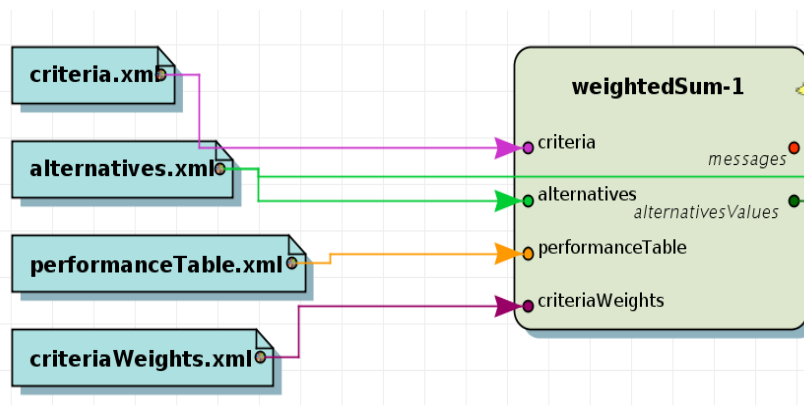 criteria.xml
weightedSum-1
criteria
messages
alternatives.xml
alternatives
alternativesValues
performanceTable.xml
performanceTable
criteriaWeights
criteriaWeights.xml